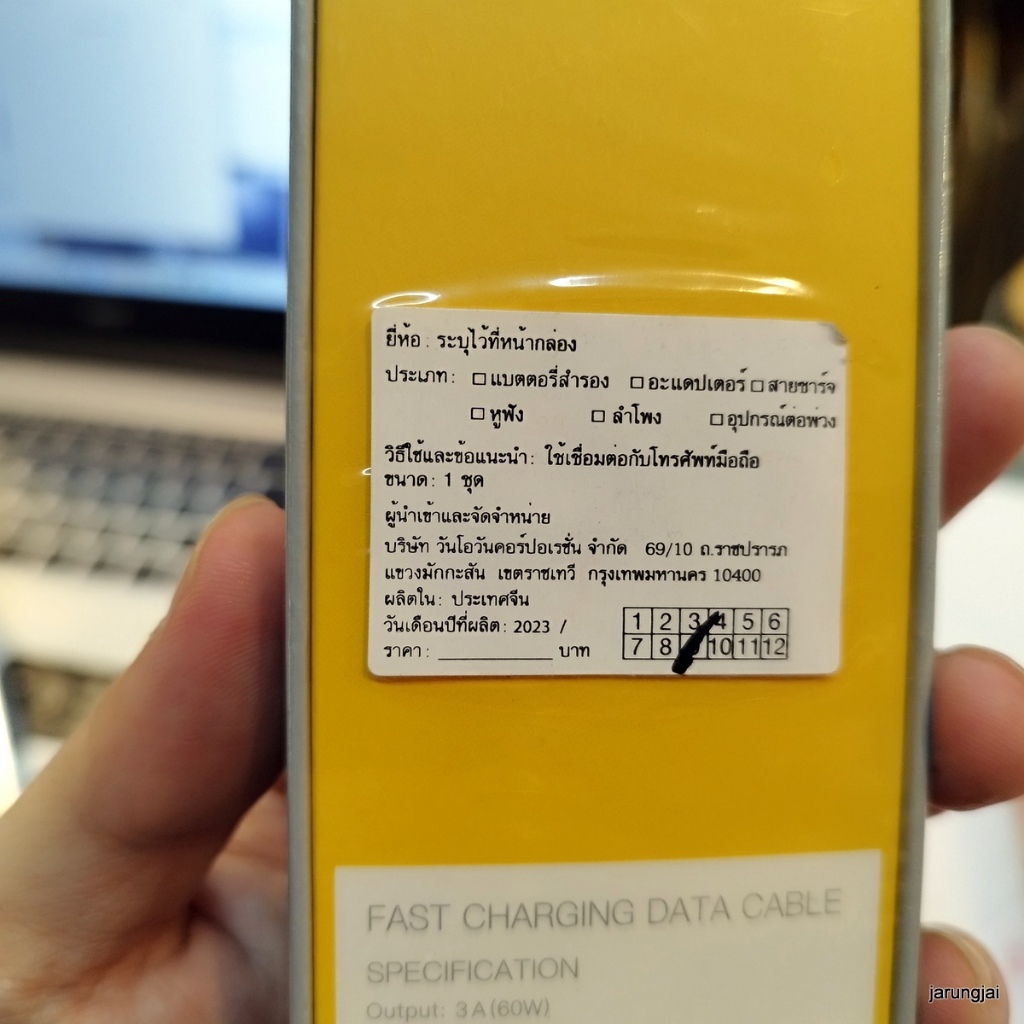 ยี่ห้อ : ระบุไว้ที่หน้ากล่อง
ประเภท : □ แบตตอรี่สำรอง □ อะแดปเตอร์ □ สายชาร์จ
□ หูฟัง □ ลำโพง □ อุปกรณ์ต่อพ่วง
วิธีใช้และข้อแนะนำ : ใช้เชื่อมต่อกับโทรศัพท์มือถือ
ขนาด : 1 ชุด
ผู้นำเข้าและจัดจำหน่าย
บริษัท วันโอวันคอร์ปอเรชั่น จำกัด 69/10 ถ.ราชปรารภ
แขวงมักกะสัน เขตราชเทวี กรุงเทพมหานคร 10400
ผลิตใน : ประเทศจีน
วันเดือนปีที่ผลิต : 2023 /
1 2 3 4 5 6
7 8 10 11 12
ราคา : ____________ บาท
FAST CHARGING DATA CABLE
SPECIFICATION
Output: 3A(60W)
jarungjai